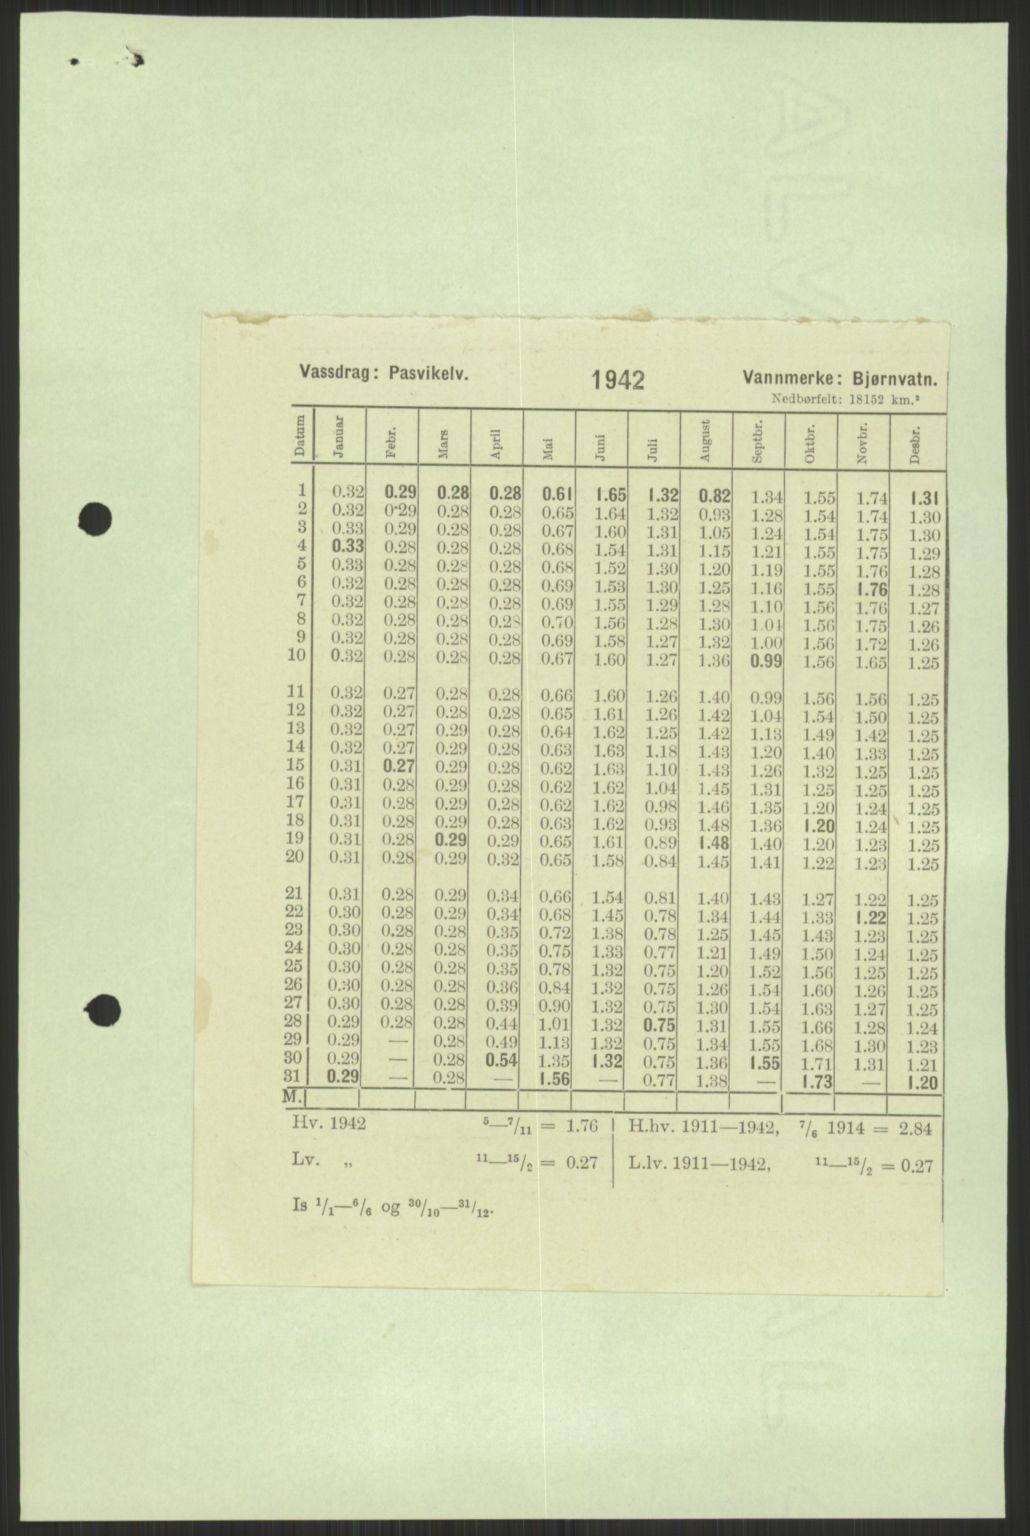 Vassdrag: Pasvikelv. 1942 Vannmerke: Bjørnvatn.
Nedbørfelt: 18152 km.²
Datum Januar Febr. Mars April Mai Juni Juli August Septbr. Oktbr. Novbr. Desbr.
1 0.32 0.29 0.28 0.28 0.61 1.65 1.32 0.82 1.34 1.55 1.74 1.31
2 0.32 0·29 0.28 0.28 0.65 1.64 1.32 0.93 1.28 1.54 1.74 1.30
3 0.33 0.29 0.28 0.28 0.67 1.60 1.31 1.05 1.24 1.54 1.75 1.30
4 0.33 0.28 0.28 0.28 0.68 1.54 1.31 1.15 1.21 1.55 1.75 1.29
5 0.33 0.28 0.28 0.28 0.68 1.52 1.30 1.20 1.19 1.55 1.76 1.28
6 0.32 0.28 0.28 0.28 0.69 1.53 1.30 1.25 1.16 1.55 1.76 1.28
7 0.32 0.28 0.28 0.28 0.69 1.55 1.29 1.28 1.10 1.56 1.76 1.27
8 0.32 0.28 0.28 0.28 0.70 1.56 1.28 1.30 1.04 1.56 1.75 1.26
9 0.32 0.28 0.28 0.28 0.69 1.58 1.27 1.32 1.00 1.56 1.72 1.26
10 0.32 0.28 0.28 0.28 0.67 1.60 1.27 1.36 0.99 1.56 1.65 1.25
11 0.32 0.27 0.28 0.28 0.66 1.60 1.26 1.40 0.99 1.56 1.56 1.25
12 0.32 0.27 0.28 0.28 0.65 1.61 1.26 1.42 1.04 1.54 1.50 1.25
13 0.32 0.27 0.29 0.28 0.64 1.62 1.25 1.42 1.13 1.49 1.42 1.25
14 0.32 0.27 0.29 0.28 0.63 1.63 1.18 1.43 1.20 1.40 1.33 1.25
15 0.31 0.27 0.29 0.28 0.62 1.63 1.10 1.43 1.26 1.32 1.25 1.25
16 0.31 0.28 0.29 0.28 0.62 1.62 1.04 1.45 1.31 1.25 1.25 1.25
17 0.31 0.28 0.29 0.28 0.62 1.62 0.98 1.46 1.35 1.20 1.24 1.25
18 0.31 0.28 0.29 0.28 0.63 1.62 0.93 1.48 1.36 1.20 1.24 1.25
19 0.31 0.28 0.29 0.29 0.65 1.61 0.89 1.48 1.40 1.20 1.23 1.25
20 0.31 0.28 0.29 0.32 0.65 1.58 0.84 1.45 1.41 1.22 1.23 1.25
21 0.31 0.28 0.29 0.34 0.66 1.54 0.81 1.40 1.43 1.27 1.22 1.25
22 0.30 0.28 0.29 0.34 0.68 1.45 0.78 1.34 1.44 1.33 1.22 1.25
23 0.30 0.28 0.28 0.35 0.72 1.38 0.78 1.25 1.45 1.43 1.23 1.25
24 0.30 0.28 0.28 0.35 0.75 1.33 0.77 1.21 1.49 1.50 1.24 1.25
25 0.30 0.28 0.28 0.35 0.78 1.32 0.75 1.20 1.52 1.56 1.25 1.25
26 0.30 0.28 0.28 0.36 0.84 1.32 0.75 1.26 1.54 1.60 1.26 1.25
27 0.30 0.28 0.28 0.39 0.90 1.32 0.75 1.30 1.54 1.63 1.27 1.25
28 0.29 0.28 0.28 0.44 1.01 1.32 0.75 1.31 1.55 1.66 1.28 1.24
29 0.29 — 0.28 0.49 1.13 1.32 0.75 1.34 1.55 1.68 1.30 1.23
30 0.29 — 0.28 0.54 1.35 1.32 0.75 1.36 1.55 1.71 1.31 1.21
31 0.29 — 0.28 — 1.56 — 0.77 1.38 — 1.73 — 1.20
M.
Hv. 1942 ⁵—⁷/₁₁ = 1.76 H.hv. 1911—1942, ⁷/₆ 1914 = 2.84
Lv. „ ¹¹—¹⁵/₂ = 0.27 L.lv. 1911—1942, ¹¹—¹⁵/₂ = 0.27
Is ¹/₁—⁶/₆ og ³⁰/₁₀—³¹/₁₂.